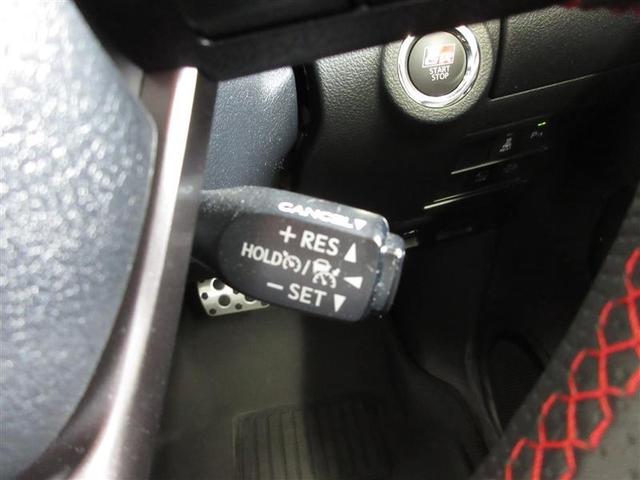 START
STOP
CANCEL
+ RES
HOLD /
- SET